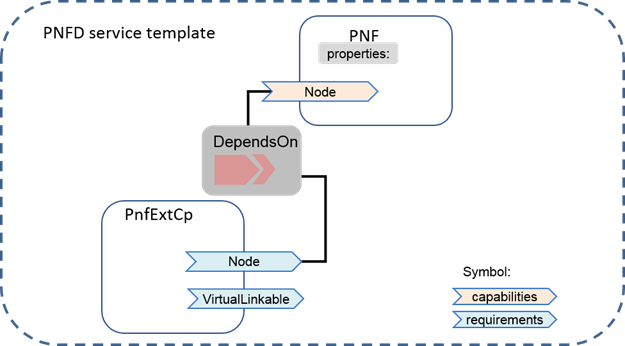 PNFD service template
PNF
properties:
Node
DependsOn
PnfExtCp
Node
VirtualLinkable
Symbol:
capabilities
requirements